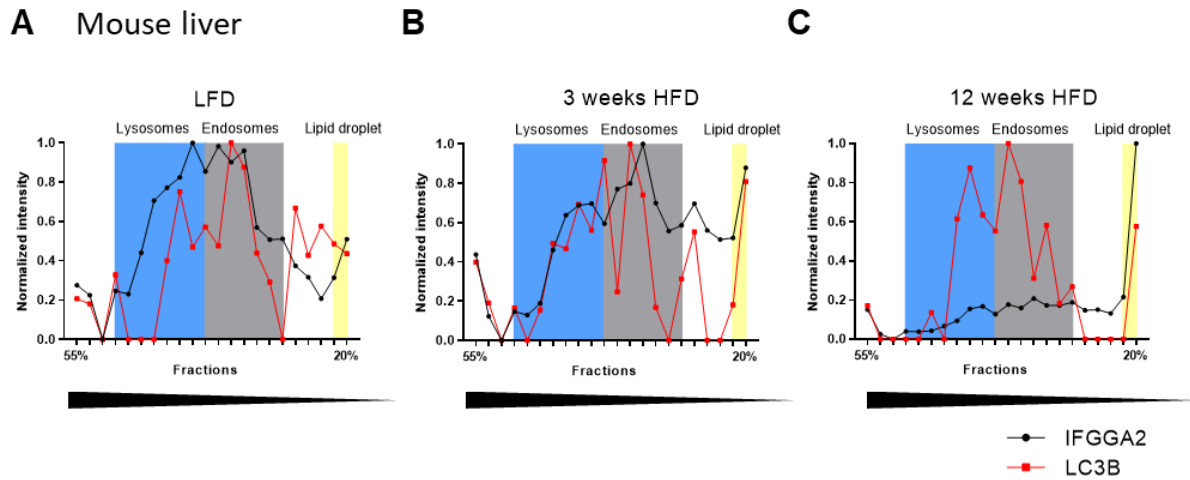 A Mouse liver
B
C
LFD
3 weeks HFD
12 weeks HFD
Lysosomes Endosomes Lipid droplet
Lysosomes Endosomes Lipid droplet
Lysosomes Endosomes Lipid droplet
Normalized intensity
1.0
0.8
0.6
0.4
0.2
0.0
55% 20%
Fractions
Normalized intensity
1.0
0.8
0.6
0.4
0.2
0.0
55% 20%
Fractions
Normalized intensity
1.0
0.8
0.6
0.4
0.2
0.0
55% 20%
Fractions
IFGGA2
LC3B